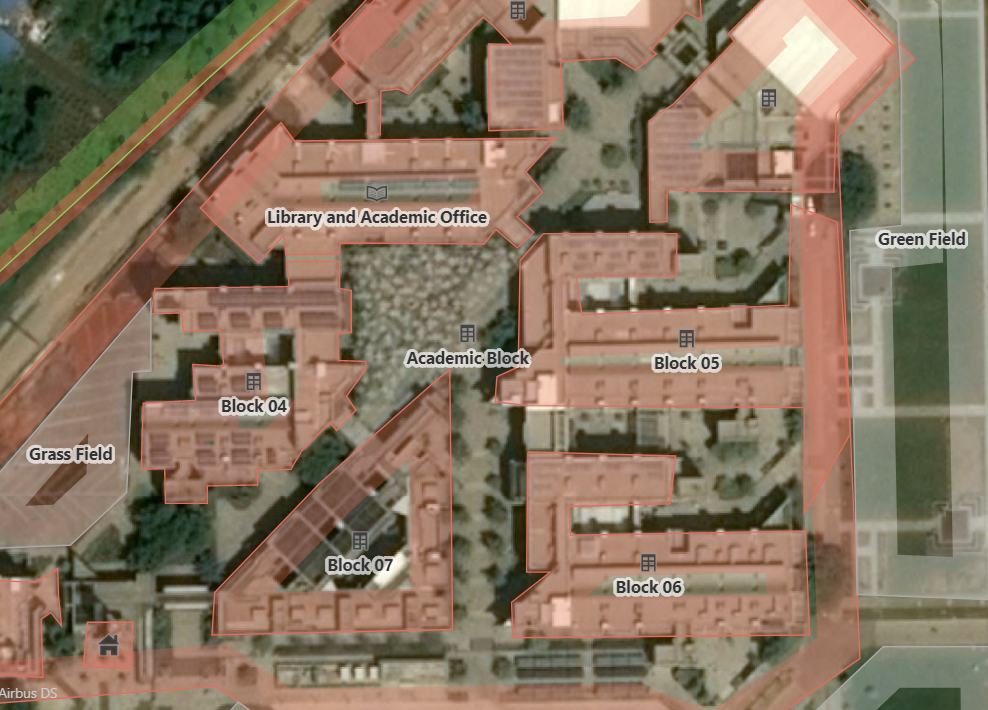 Library and Academic Office
Green Field
Academic Block
Block 05
Block 04
Grass Field
Block 07
Block 06
Airbus DS